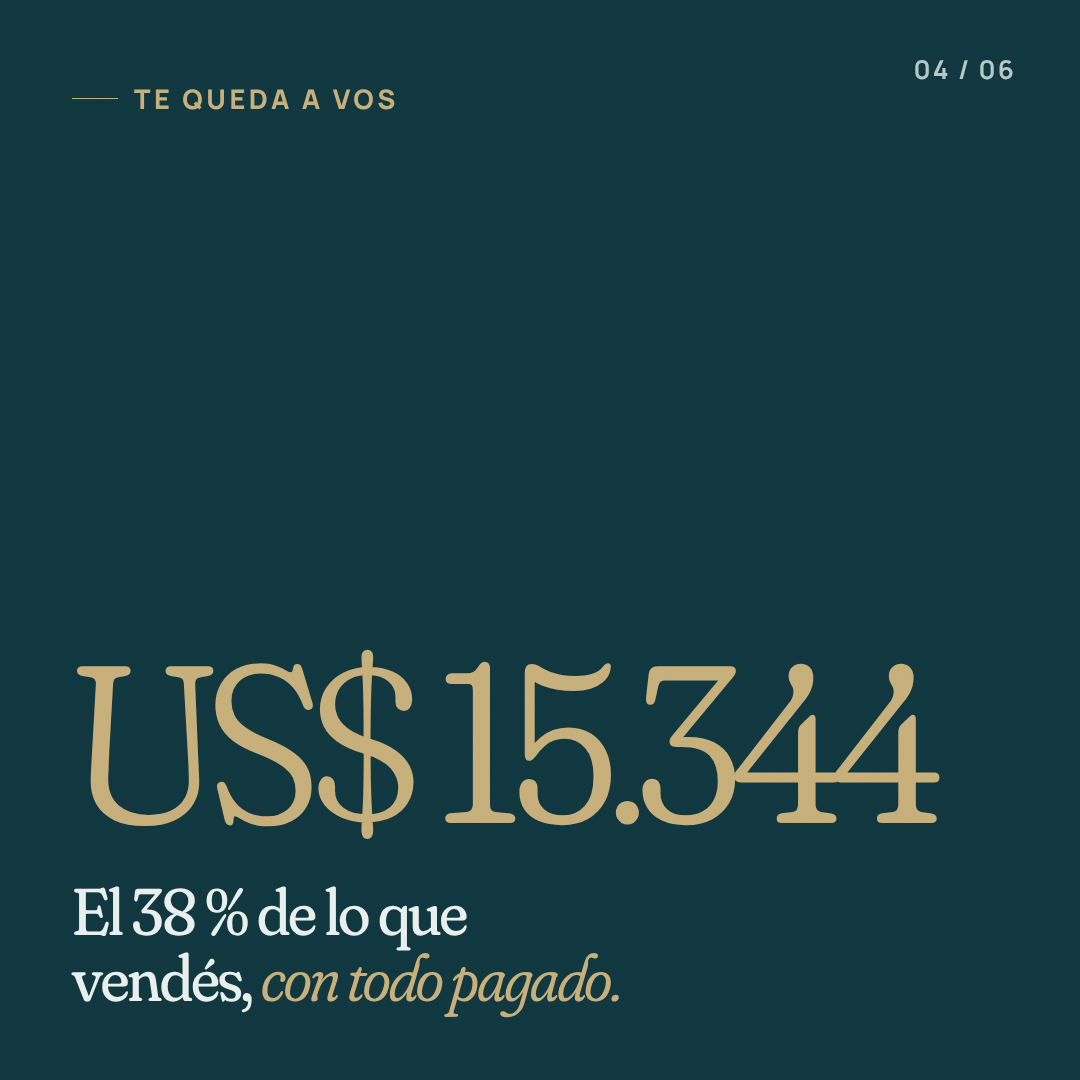 04 / 06
TE QUEDA A VOS
US$ 15.344
El 38 % de lo que
vendés, con todo pagado.